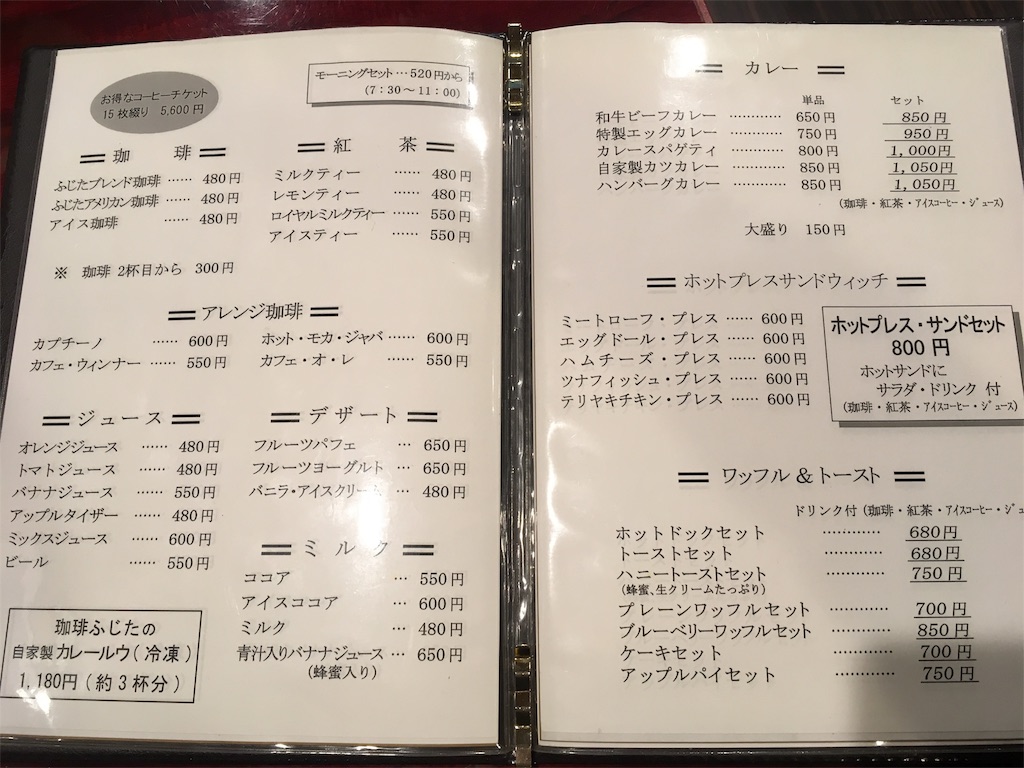 お得なコーヒーチケット
15枚綴り 5,600円
モーニングセット…520円から
(7:30～11:00)
珈 琲
ふじたブレンド珈琲 …… 480円
ふじたアメリカン珈琲 …… 480円
アイス珈琲 …… 480円
※ 珈琲 2杯目から 300円
紅 茶
ミルクティー …… 480円
レモンティー …… 480円
ロイヤルミルクティー …… 550円
アイスティー …… 550円
アレンジ珈琲
カプチーノ …… 600円
カフェ・ウィンナー …… 550円
ホット・モカ・ジャバ …… 600円
カフェ・オ・レ …… 550円
ジュース
オレンジジュース …… 480円
トマトジュース …… 480円
バナナジュース …… 550円
アップルタイザー …… 480円
ミックスジュース …… 600円
ビール …… 550円
デザート
フルーツパフェ … 650円
フルーツヨーグルト … 650円
バニラ・アイスクリーム … 480円
ミルク
ココア … 550円
アイスココア … 600円
ミルク … 480円
青汁入りバナナジュース … 650円
(蜂蜜入り)
珈琲ふじたの
自家製カレールウ(冷凍)
1,180円(約3杯分)
カレー
単品 セット
和牛ビーフカレー ………… 650円 850円
特製エッグカレー ………… 750円 950円
カレースパゲティ ………… 800円 1,000円
自家製カツカレー ………… 850円 1,050円
ハンバーグカレー ………… 850円 1,050円
(珈琲・紅茶・アイスコーヒー・ジュース)
大盛り 150円
ホットプレスサンドウィッチ
ミートローフ・プレス …… 600円
エッグドール・プレス …… 600円
ハムチーズ・プレス …… 600円
ツナフィッシュ・プレス …… 600円
テリヤキチキン・プレス …… 600円
ホットプレス・サンドセット
800円
ホットサンドに
サラダ・ドリンク 付
(珈琲・紅茶・アイスコーヒー・ジュース)
ワッフル&トースト
ドリンク付(珈琲・紅茶・アイスコーヒー・ジュ
ホットドックセット ………… 680円
トーストセット ………… 680円
ハニートーストセット ………… 750円
(蜂蜜、生クリームたっぷり)
プレーンワッフルセット ………… 700円
ブルーベリーワッフルセット ………… 850円
ケーキセット ………… 700円
アップルパイセット ………… 750円